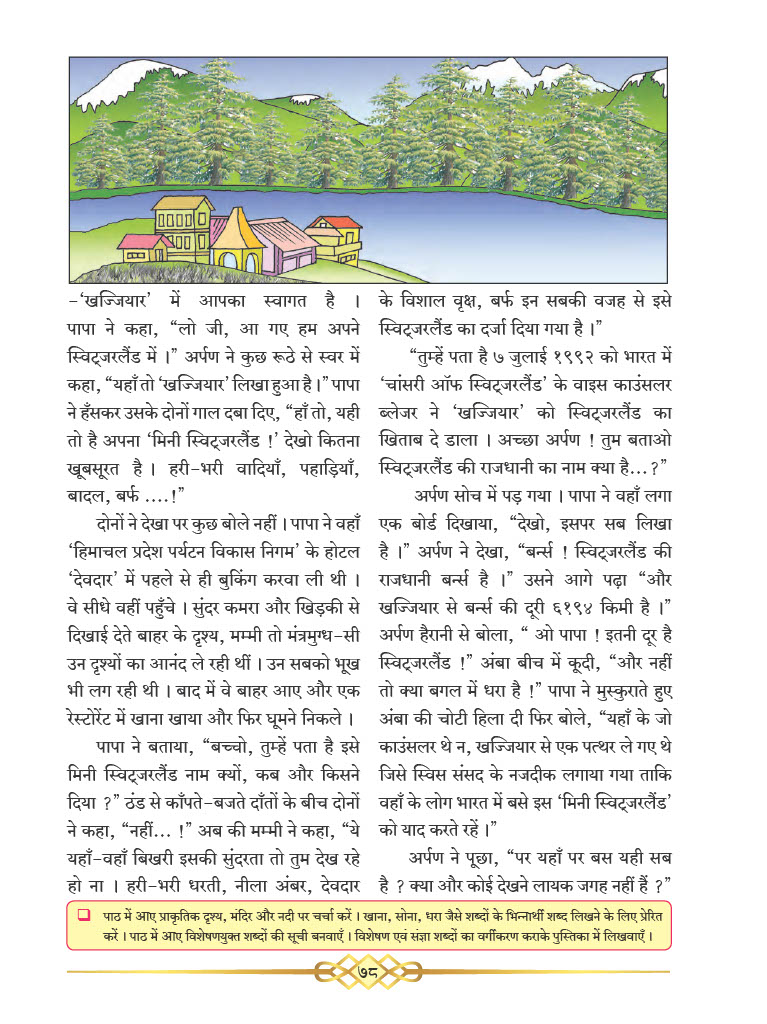 -‘खज्जियार’ में आपका स्वागत है ।
पापा ने कहा, “लो जी, आ गए हम अपने
स्विट्जरलैंड में ।” अर्पण ने कुछ रूठे से स्वर में
कहा, “यहाँ तो ‘खज्जियार’ लिखा हुआ है ।” पापा
ने हँसकर उसके दोनों गाल दबा दिए, “हाँ तो, यही
तो है अपना ‘मिनी स्विट्जरलैंड !’ देखो कितना
खूबसूरत है । हरी-भरी वादियाँ, पहाड़ियाँ,
बादल, बर्फ ....!”
दोनों ने देखा पर कुछ बोले नहीं । पापा ने वहाँ
‘हिमाचल प्रदेश पर्यटन विकास निगम’ के होटल
‘देवदार’ में पहले से ही बुकिंग करवा ली थी ।
वे सीधे वहीं पहुँचे । सुंदर कमरा और खिड़की से
दिखाई देते बाहर के दृश्य, मम्मी तो मंत्रमुग्ध-सी
उन दृश्यों का आनंद ले रही थीं । उन सबको भूख
भी लग रही थी । बाद में वे बाहर आए और एक
रेस्टोरेंट में खाना खाया और फिर घूमने निकले ।
पापा ने बताया, “बच्चो, तुम्हें पता है इसे
मिनी स्विट्जरलैंड नाम क्यों, कब और किसने
दिया ?” ठंड से काँपते-बजते दाँतों के बीच दोनों
ने कहा, “नहीं... !” अब की मम्मी ने कहा, “ये
यहाँ-वहाँ बिखरी इसकी सुंदरता तो तुम देख रहे
हो ना । हरी-भरी धरती, नीला अंबर, देवदार
के विशाल वृक्ष, बर्फ इन सबकी वजह से इसे
स्विट्जरलैंड का दर्जा दिया गया है ।”
“तुम्हें पता है ७ जुलाई १९९२ को भारत में
‘चांसरी ऑफ स्विट्जरलैंड’ के वाइस काउंसलर
ब्लेजर ने ‘खज्जियार’ को स्विट्जरलैंड का
खिताब दे डाला । अच्छा अर्पण ! तुम बताओ
स्विट्जरलैंड की राजधानी का नाम क्या है...?”
अर्पण सोच में पड़ गया । पापा ने वहाँ लगा
एक बोर्ड दिखाया, “देखो, इसपर सब लिखा
है ।” अर्पण ने देखा, “बर्न्स ! स्विट्जरलैंड की
राजधानी बर्न्स है ।” उसने आगे पढ़ा “और
खज्जियार से बर्न्स की दूरी ६१९४ किमी है ।”
अर्पण हैरानी से बोला, “ ओ पापा ! इतनी दूर है
स्विट्जरलैंड !” अंबा बीच में कूदी, “और नहीं
तो क्या बगल में धरा है !” पापा ने मुस्कुराते हुए
अंबा की चोटी हिला दी फिर बोले, “यहाँ के जो
काउंसलर थे न, खज्जियार से एक पत्थर ले गए थे
जिसे स्विस संसद के नजदीक लगाया गया ताकि
वहाँ के लोग भारत में बसे इस ‘मिनी स्विट्जरलैंड’
को याद करते रहें ।”
अर्पण ने पूछा, “पर यहाँ पर बस यही सब
है ? क्या और कोई देखने लायक जगह नहीं हैं ?”
पाठ में आए प्राकृतिक दृश्य, मंदिर और नदी पर चर्चा करें । खाना, सोना, धरा जैसे शब्दों के भिन्नार्थी शब्द लिखने के लिए प्रेरित
करें । पाठ में आए विशेषणयुक्त शब्दों की सूची बनवाएँ । विशेषण एवं संज्ञा शब्दों का वर्गीकरण कराके पुस्तिका में लिखवाएँ ।
७८